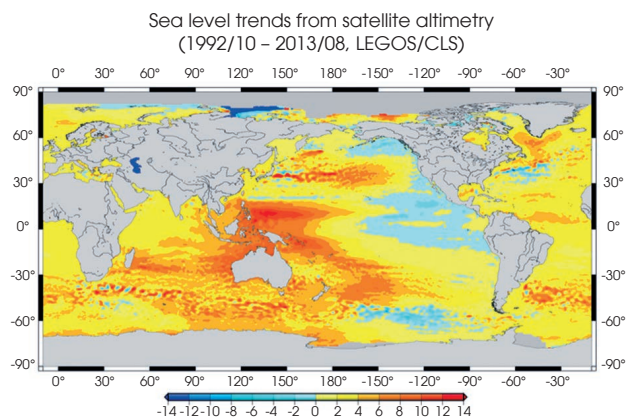 Sea level trends from satellite altimetry
(1992/10 – 2013/08, LEGOS/CLS)
0° 30° 60° 90° 120° 150° -150° -120° -90° -60° -30°
90° 90°
60° 60°
30° 30°
0° 0°
-30° -30°
-60° -60°
-90° -90°
0° 30° 60° 90° 120° 150° -150° -120° -90° -60° -30°
-14 -12 -10 -8 -6 -4 -2 0 2 4 6 8 10 12 14